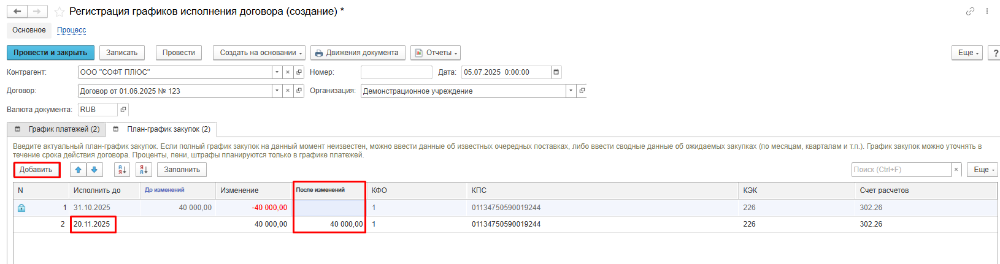 Регистрация графиков исполнения договора (создание) *
Основное Процесс
Провести и закрыть Записать Провести Создать на основании Движения документа Отчеты Еще ?
Контрагент: ООО "СОФТ ПЛЮС" Номер: Дата: 05.07.2025 0:00:00
Договор: Договор от 01.06.2025 № 123 Организация: Демонстрационное учреждение
Валюта документа: RUB
График платежей (2) План-график закупок (2)
Введите актуальный план-график закупок. Если полный график закупок на данный момент неизвестен, можно ввести данные об известных очередных поставках, либо ввести сводные данные об ожидаемых закупках (по месяцам, кварталам и т.п.). График закупок можно уточнять в
течение срока действия договора. Проценты, пени, штрафы планируются только в графике платежей.
Добавить Заполнить Поиск (Ctrl+F) × Еще
N Исполнить до До изменений Изменение После изменений КФО КПС КЭК Счет расчетов
1 31.10.2025 40 000,00 -40 000,00 1 01134750590019244 226 302.26
2 20.11.2025 40 000,00 40 000,00 1 01134750590019244 226 302.26